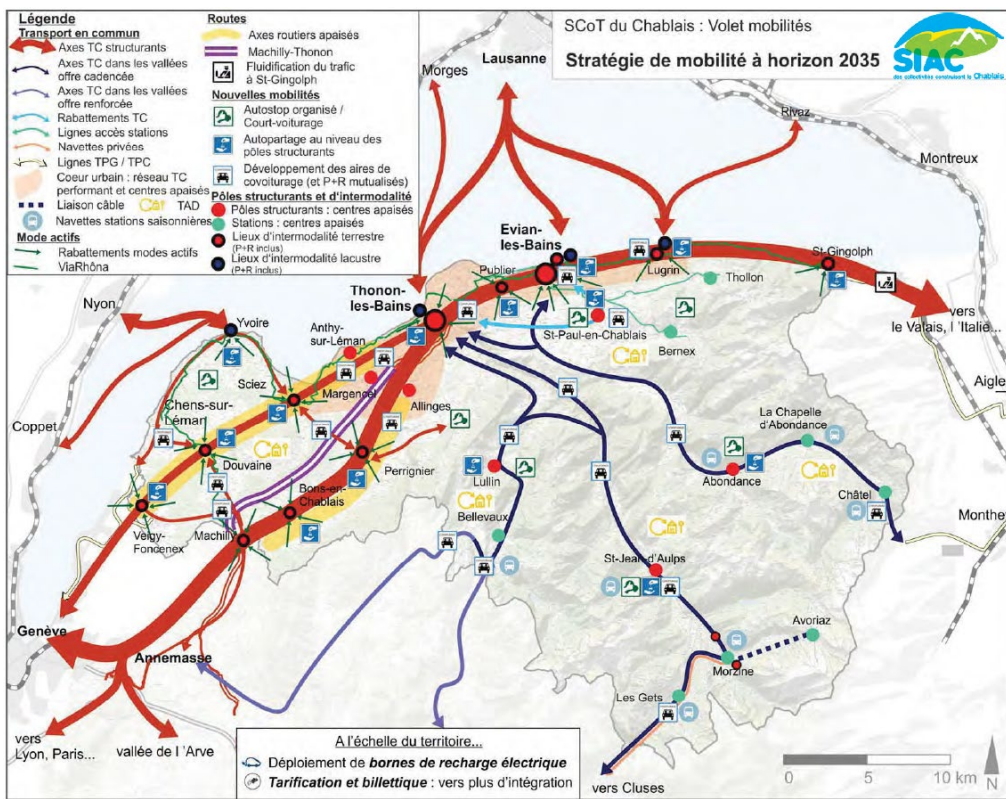 Légende
Transport en commun
Axes TC structurants
Axes TC dans les vallées
offre cadencée
Axes TC dans les vallées
offre renforcée
Rabattements TC
Lignes accès stations
Navettes privées
Lignes TPG / TPC
Coeur urbain : réseau TC
performant et centres apaisés
Liaison câble
TAD
Navettes stations saisonnières
Mode actifs
Rabattements modes actifs
ViaRhôna
Routes
Axes routiers apaisés
Machilly-Thonon
Fluidification du trafic
à St-Gingolph
Nouvelles mobilités
Autostop organisé /
Court-voiturage
Autopartage au niveau des
pôles structurants
Développement des aires de
covoiturage (et P+R mutualisés)
Pôles structurants et d'intermodalité
Pôles structurants : centres apaisés
Stations : centres apaisés
Lieux d'intermodalité terrestre
(P+R inclus)
Lieux d'intermodalité lacustre
(P+R inclus)
SCoT du Chablais : Volet mobilités
Stratégie de mobilité à horizon 2035
SIAC
des collectivités construisent le Chablais
Lausanne
Morges
Rivaz
Montreux
Evian-
les-Bains
Publier
Lugrin
St-Gingolph
Thollon
vers
le Valais, l 'Italie...
Nyon
Yvoire
Thonon-
les-Bains
Anthy-
sur-Léman
St-Paul-en-Chablais
Bernex
Aigle
Sciez
Margencel
Allinges
Coppet
Chens-sur-
Léman
Douvaine
Perrignier
La Chapelle
d'Abondance
Abondance
Châtel
Lullin
Bellevaux
Bons-en-
Chablais
Veigy-
Foncenex
Machilly
Monthey
St-Jean-d'Aulps
Avoriaz
Morzine
Les Gets
Genève
Annemasse
vers
Lyon, Paris...
vallée de l 'Arve
vers Cluses
A l'échelle du territoire...
Déploiement de bornes de recharge électrique
Tarification et billettique : vers plus d'intégration
0 5 10 km
N